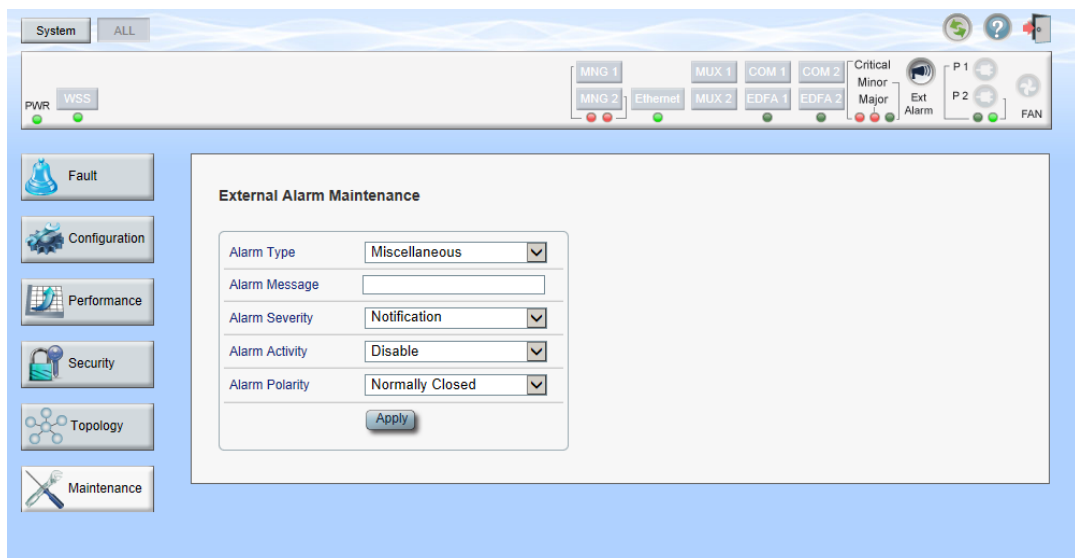 System ALL
MNG 1 MUX 1 COM 1 COM 2 Critical P 1
Minor
PWR WSS MNG 2 Ethernet MUX 2 EDFA 1 EDFA 2 Major Ext Alarm P 2 FAN
Fault
Configuration
Performance
Security
Topology
Maintenance
External Alarm Maintenance
Alarm Type Miscellaneous
Alarm Message
Alarm Severity Notification
Alarm Activity Disable
Alarm Polarity Normally Closed
Apply